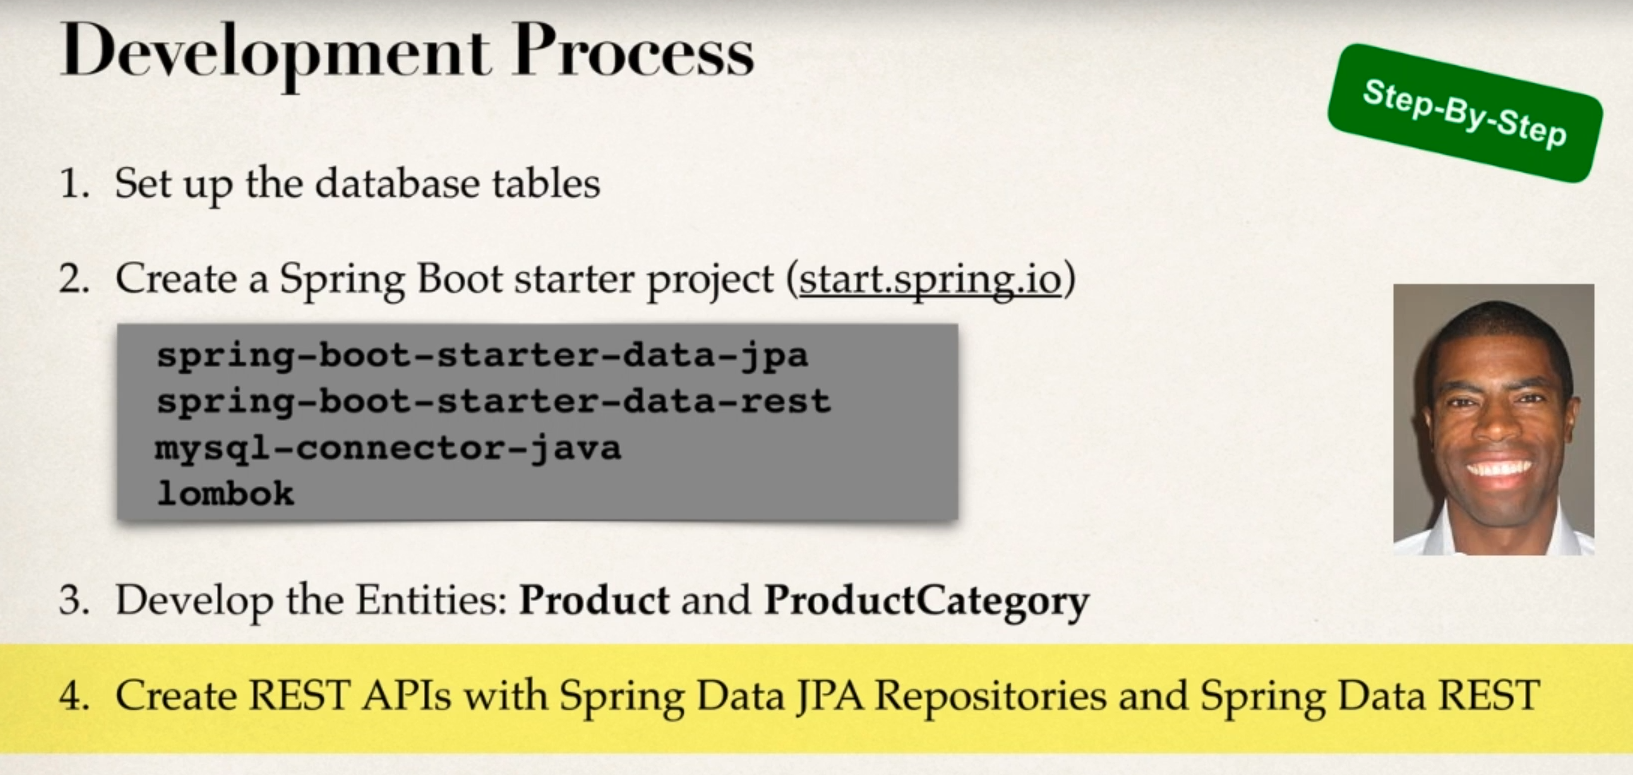 Development Process
Step-By-Step
1. Set up the database tables
2. Create a Spring Boot starter project (start.spring.io)
spring-boot-starter-data-jpa
spring-boot-starter-data-rest
mysql-connector-java
lombok
3. Develop the Entities: Product and ProductCategory
4. Create REST APIs with Spring Data JPA Repositories and Spring Data REST